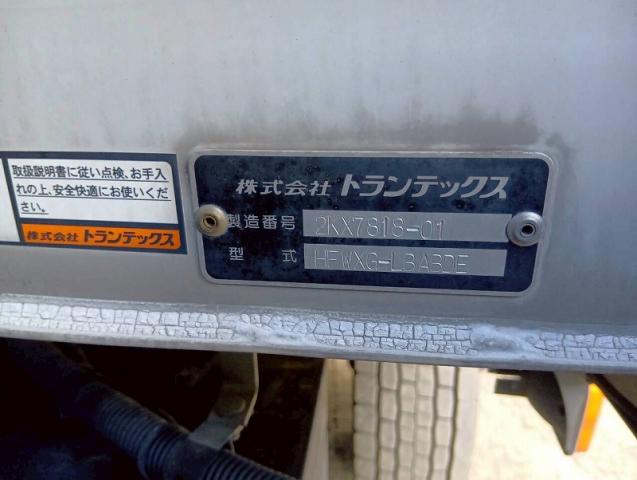 取扱説明書に従い点検、お手入
れの上、安全快適にお使いくだ
さい。
株式会社 トランテックス
株式会社 トランテックス
製造番号 2KX7818-01
型 式 HFWXG-LBABDE